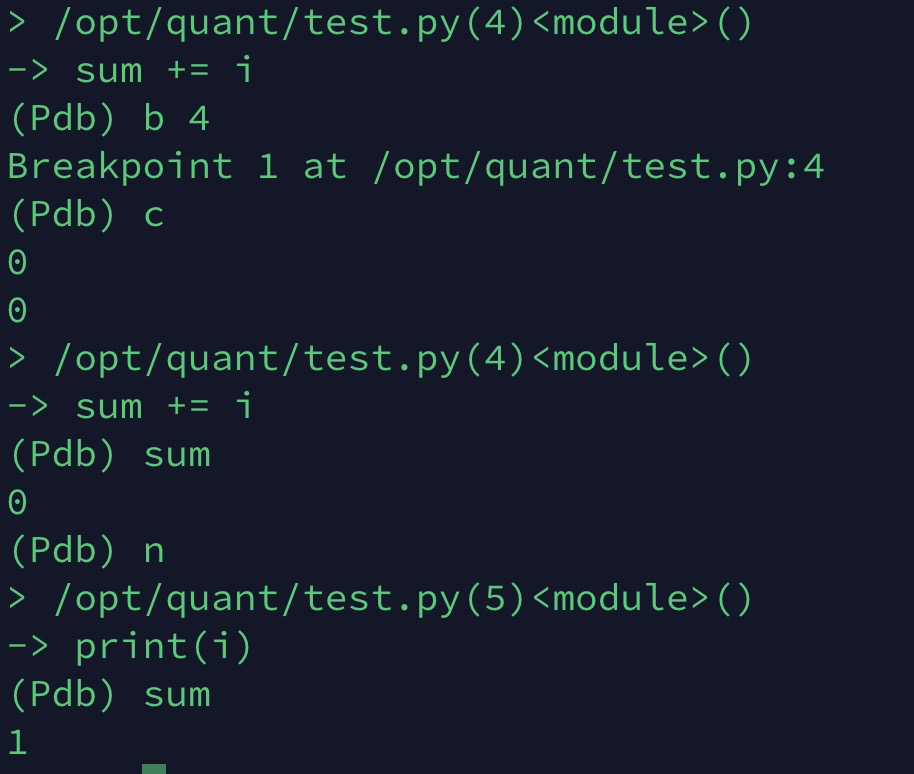 > /opt/quant/test.py(4)<module>()
-> sum += i
(Pdb) b 4
Breakpoint 1 at /opt/quant/test.py:4
(Pdb) c
0
0
> /opt/quant/test.py(4)<module>()
-> sum += i
(Pdb) sum
0
(Pdb) n
> /opt/quant/test.py(5)<module>()
-> print(i)
(Pdb) sum
1